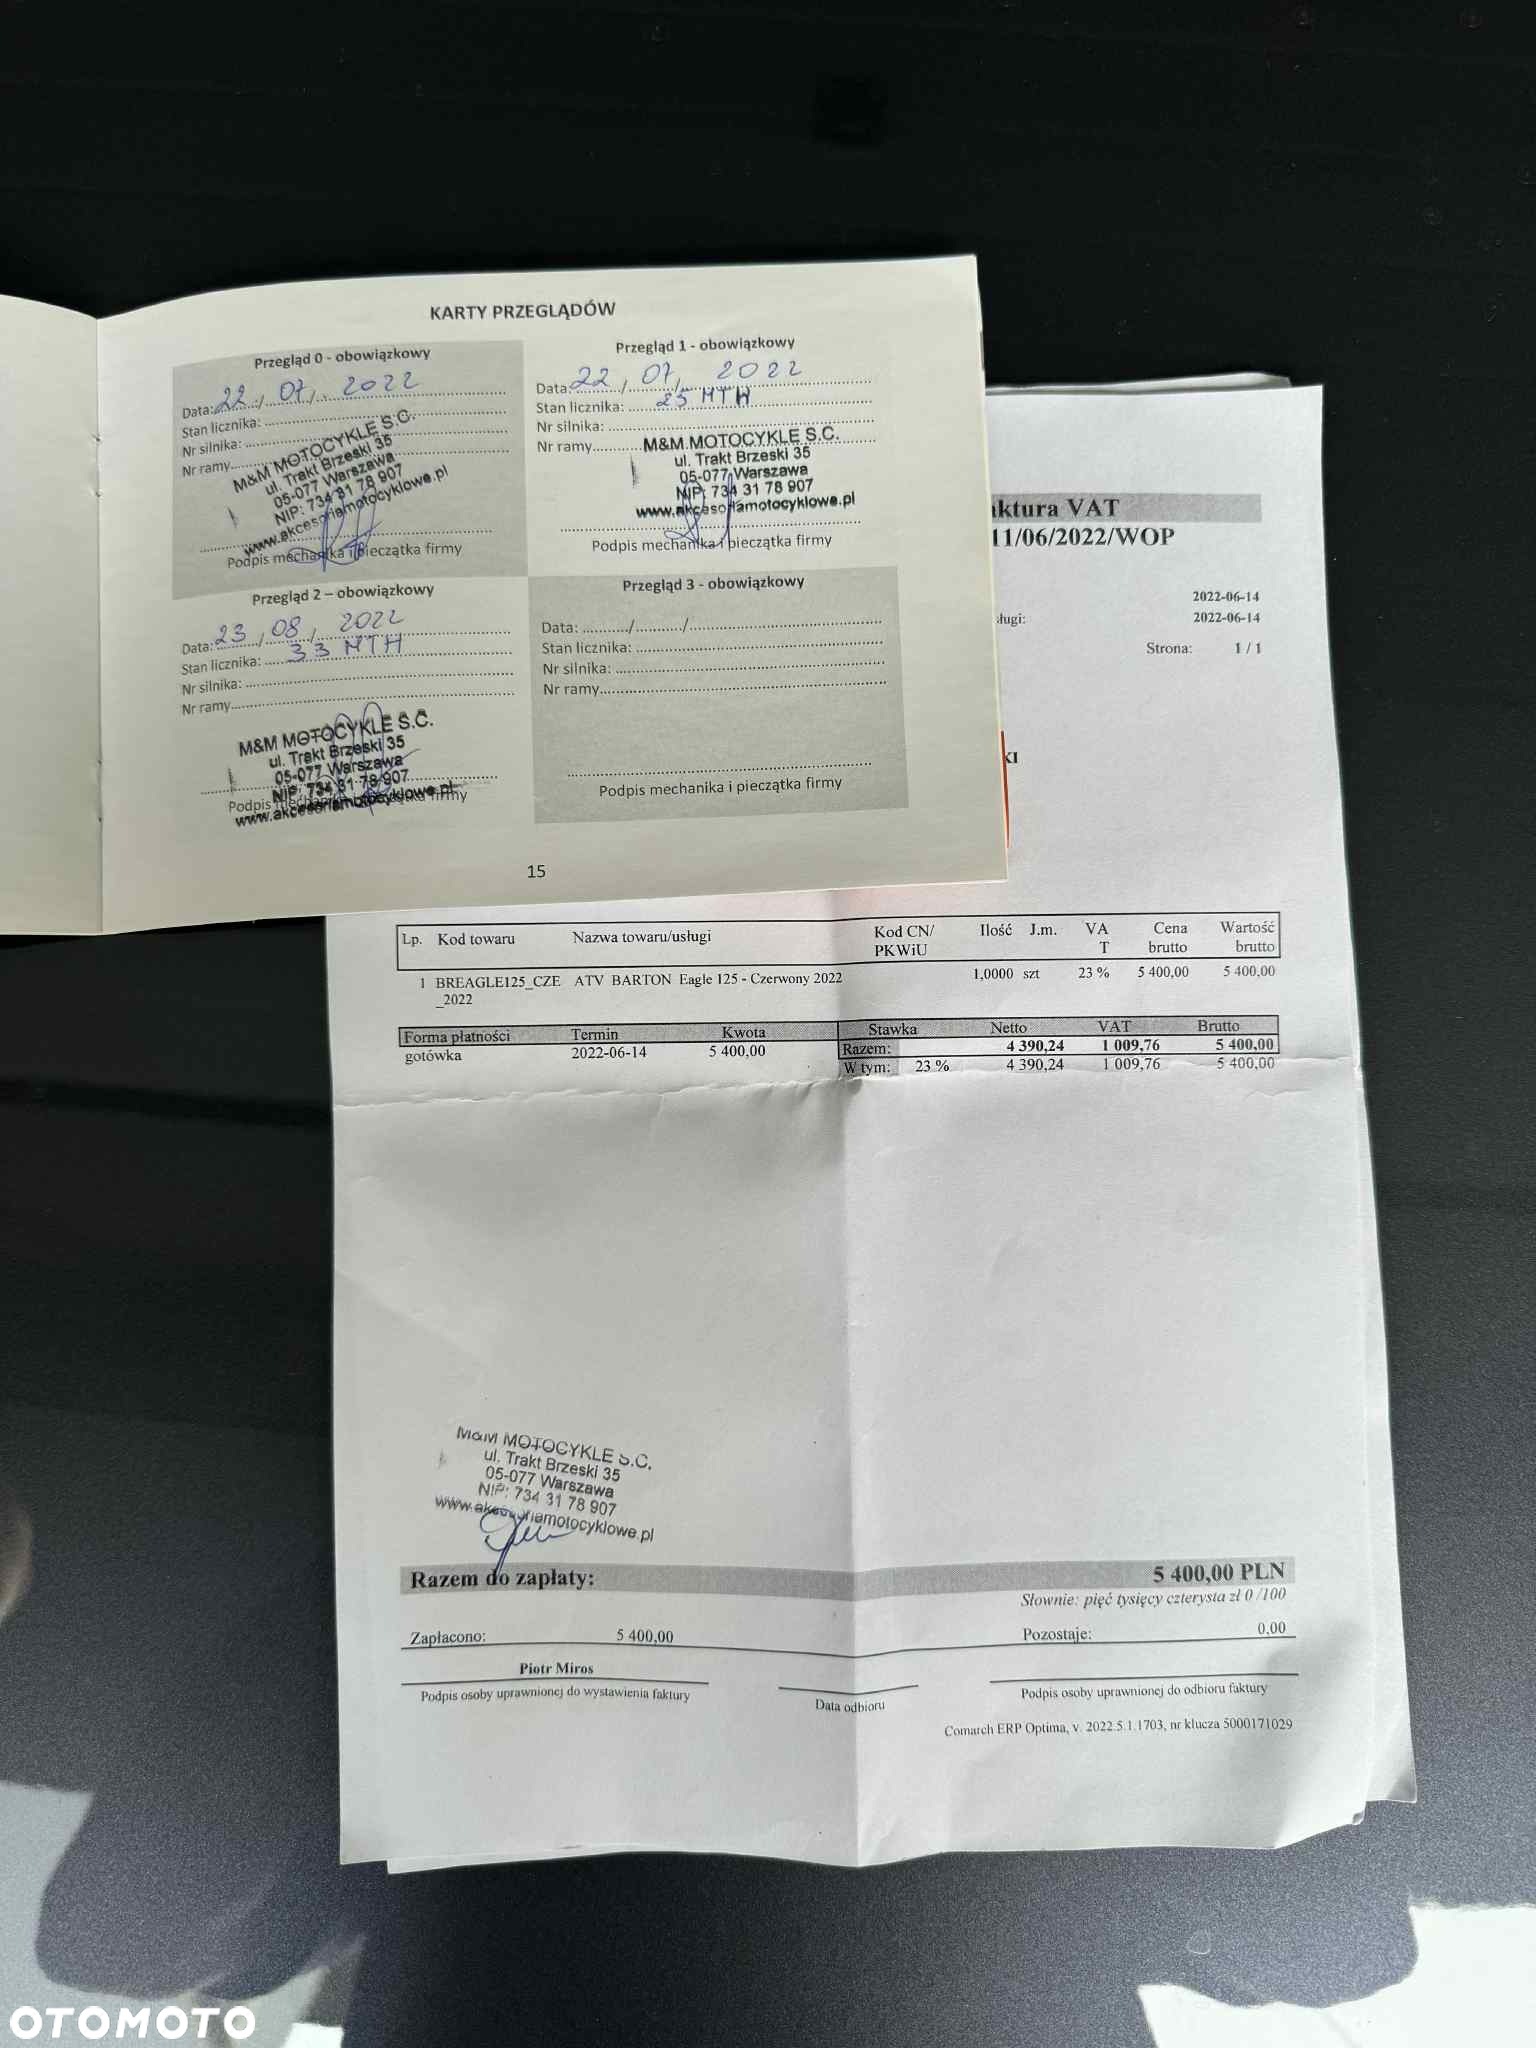 KARTY PRZEGLĄDÓW
Przegląd 0 - obowiązkowy
Data: 22 / 07 / 2022
Stan licznika:
Nr silnika:
Nr ramy
M&M MOTOCYKLE S.C.
ul. Trakt Brzeski 35
05-077 Warszawa
NIP: 734 31 78 907
www.akcesoriamotocyklowe.pl
Podpis mechanika i pieczątka firmy
Przegląd 1 - obowiązkowy
Data: 22 / 07 / 2022
Stan licznika: 25 MTH
Nr silnika:
Nr ramy
M&M MOTOCYKLE S.C.
ul. Trakt Brzeski 35
05-077 Warszawa
NIP: 734 31 78 907
www.akcesoriamotocyklowe.pl
Podpis mechanika i pieczątka firmy
Przegląd 2 – obowiązkowy
Data: 23 / 08 / 2022
Stan licznika: 33 MTH
Nr silnika:
Nr ramy
M&M MOTOCYKLE S.C.
ul. Trakt Brzeski 35
05-077 Warszawa
NIP: 734 31 78 907
www.akcesoriamotocyklowe.pl
Podpis mechanika i pieczątka firmy
Przegląd 3 - obowiązkowy
Data: / /
Stan licznika:
Nr silnika:
Nr ramy
Podpis mechanika i pieczątka firmy
15
ktura VAT
11/06/2022/WOP
2022-06-14
ługi: 2022-06-14
Strona: 1 / 1
KI
Lp. Kod towaru Nazwa towaru/usługi Kod CN/ Ilość J.m. VA Cena Wartość
PKWiU T brutto brutto
1 BREAGLE125_CZE ATV BARTON Eagle 125 - Czerwony 2022 1,0000 szt 23 % 5 400,00 5 400,00
_2022
Forma płatności Termin Kwota Stawka Netto VAT Brutto
gotówka 2022-06-14 5 400,00 Razem: 4 390,24 1 009,76 5 400,00
W tym: 23 % 4 390,24 1 009,76 5 400,00
M&M MOTOCYKLE S.C.
ul. Trakt Brzeski 35
05-077 Warszawa
NIP: 734 31 78 907
www.akcesoriamotocyklowe.pl
Razem do zapłaty: 5 400,00 PLN
Słownie: pięć tysięcy czterysta zł 0 /100
Zapłacono: 5 400,00 Pozostaje: 0,00
Piotr Miros
Podpis osoby uprawnionej do wystawienia faktury Data odbioru Podpis osoby uprawnionej do odbioru faktury
Comarch ERP Optima, v. 2022.5.1.1703, nr klucza 5000171029
OTOMOTO